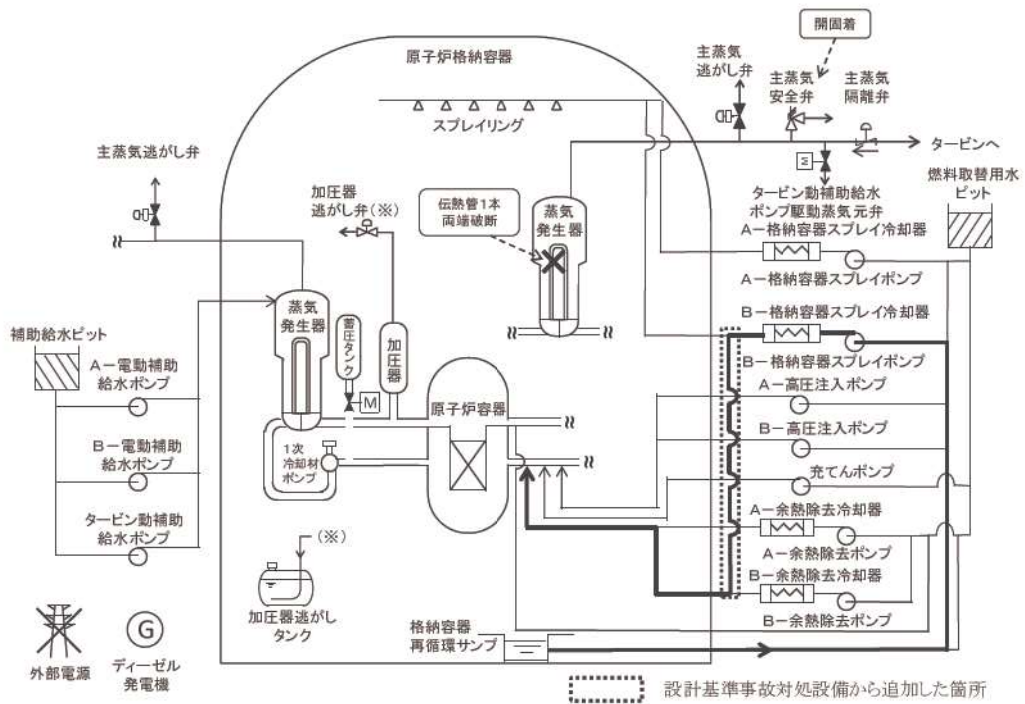 開固着
原子炉格納容器
主蒸気
逃がし弁
主蒸気
安全弁
主蒸気
隔離弁
スプレイリング
タービンへ
主蒸気逃がし弁
加圧器
逃がし弁(※)
伝熱管1本
両端破断
蒸気
発生器
M
タービン動補助給水
ポンプ駆動蒸気元弁
燃料取替用水
ピット
A-格納容器スプレイ冷却器
A-格納容器スプレイポンプ
蒸気
発生器
蓄圧タンク
加圧器
M
B-格納容器スプレイ冷却器
B-格納容器スプレイポンプ
補助給水ピット
A-電動補助
給水ポンプ
原子炉容器
A-高圧注入ポンプ
B-高圧注入ポンプ
B-電動補助
給水ポンプ
1次
冷却材
ポンプ
充てんポンプ
タービン動補助
給水ポンプ
A-余熱除去冷却器
A-余熱除去ポンプ
(※)
B-余熱除去冷却器
B-余熱除去ポンプ
加圧器逃がし
タンク
格納容器
再循環サンプ
外部電源
G
ディーゼル
発電機
設計基準事故対処設備から追加した箇所